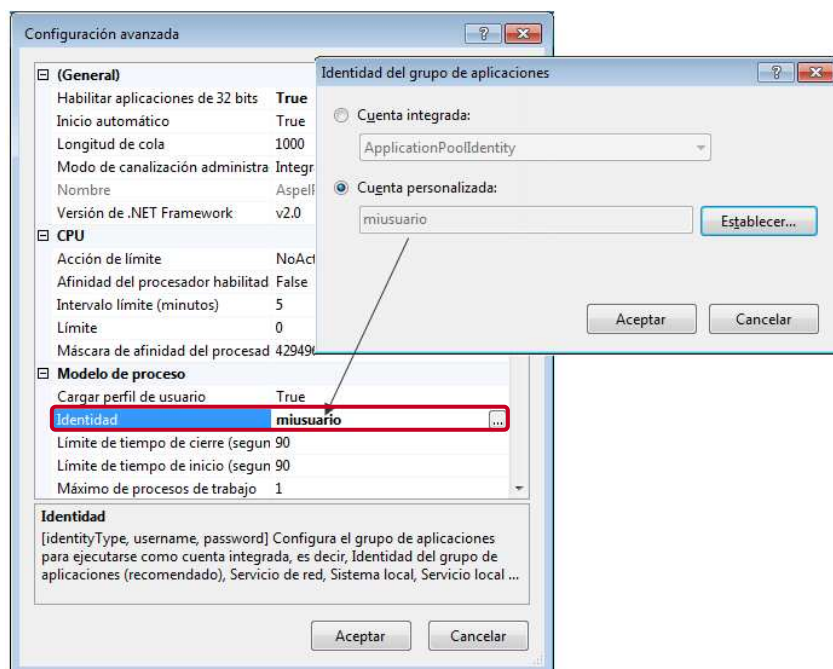 Configuración avanzada
(General)
Habilitar aplicaciones de 32 bits True
Inicio automático True
Longitud de cola 1000
Modo de canalización administra Integr
Nombre Aspel
Versión de .NET Framework v2.0
CPU
Acción de límite NoAct
Afinidad del procesador habilitad False
Intervalo límite (minutos) 5
Límite 0
Máscara de afinidad del procesad 429496
Modelo de proceso
Cargar perfil de usuario True
Identidad miusuario ...
Límite de tiempo de cierre (segun 90
Límite de tiempo de inicio (segun 90
Máximo de procesos de trabajo 1
Identidad
[identityType, username, password] Configura el grupo de aplicaciones
para ejecutarse como cuenta integrada, es decir, Identidad del grupo de
aplicaciones (recomendado), Servicio de red, Sistema local, Servicio local ...
Aceptar Cancelar
Identidad del grupo de aplicaciones
Cuenta integrada:
ApplicationPoolIdentity
Cuenta personalizada:
miusuario Establecer...
Aceptar Cancelar